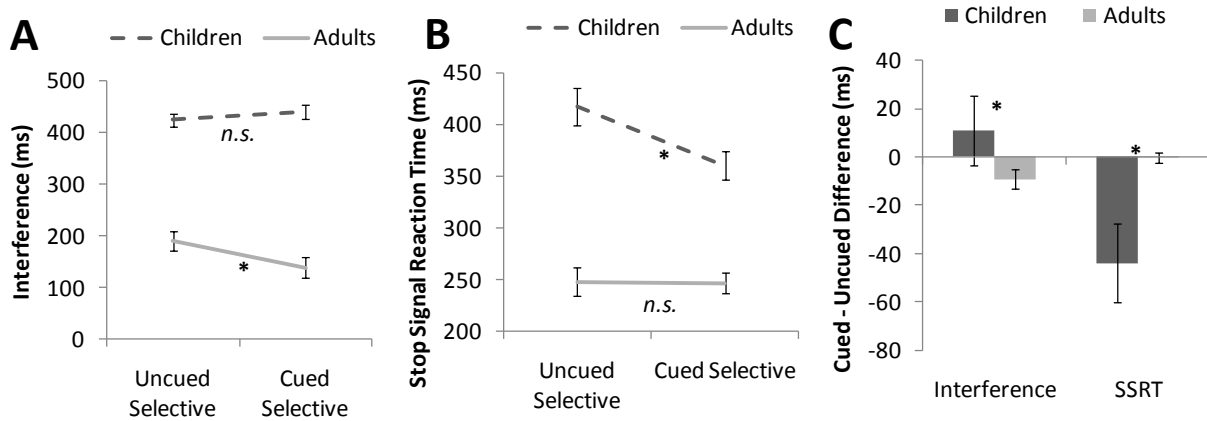 A
Children
Adults
Interference (ms)
500
400
300
200
100
0
n.s.
*
Uncued Selective
Cued Selective
B
Children
Adults
Stop Signal Reaction Time (ms)
450
400
350
300
250
200
*
n.s.
Uncued Selective
Cued Selective
C
Children
Adults
Cued - Uncued Difference (ms)
40
20
0
-20
-40
-60
-80
*
*
Interference
SSRT